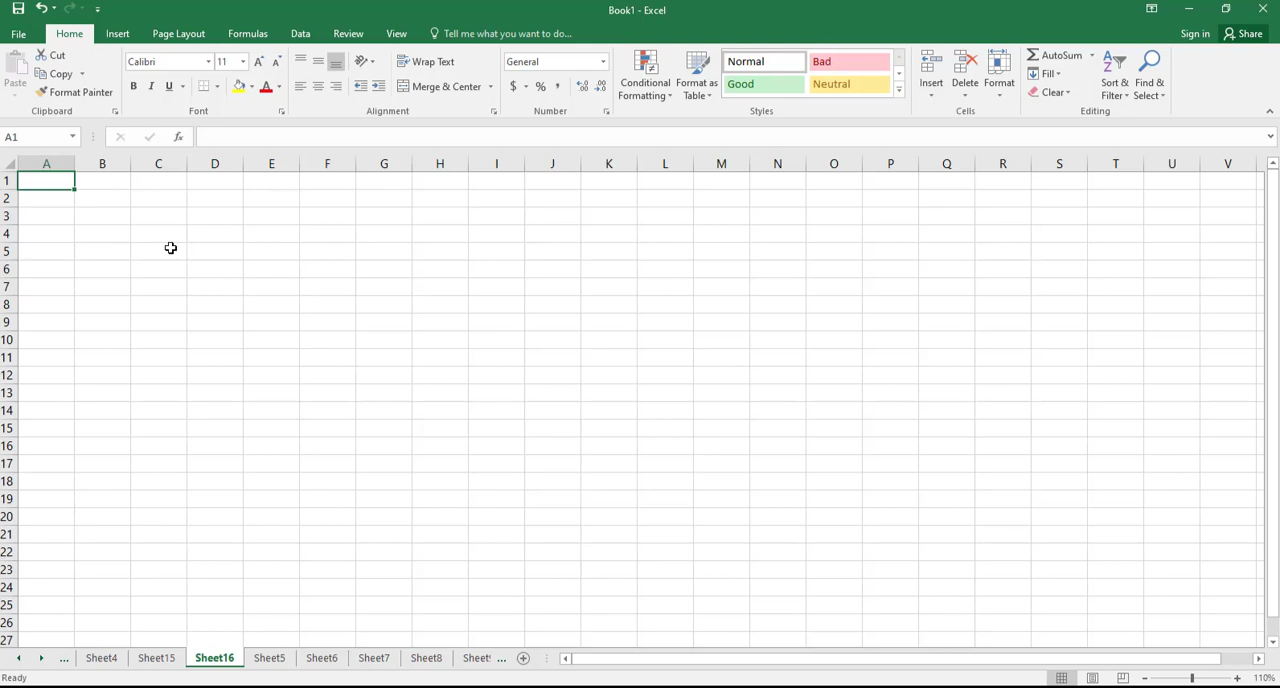 Book1 - Excel
File Home Insert Page Layout Formulas Data Review View Tell me what you want to do... Sign in Share
Paste
Cut
Copy
Format Painter
Clipboard
Calibri 11
B I U A
Font
Wrap Text
Merge & Center
Alignment
General
$ % ,
Number
Conditional Formatting
Format as Table
Normal Bad
Good Neutral
Styles
Insert Delete Format
Cells
AutoSum
Fill
Clear
Sort & Filter
Find & Select
Editing
A1 fx
A B C D E F G H I J K L M N O P Q R S T U V
1
2
3
4
5
6
7
8
9
10
11
12
13
14
15
16
17
18
19
20
21
22
23
24
25
26
27
... Sheet4 Sheet15 Sheet16 Sheet5 Sheet6 Sheet7 Sheet8 ...
Ready 110%